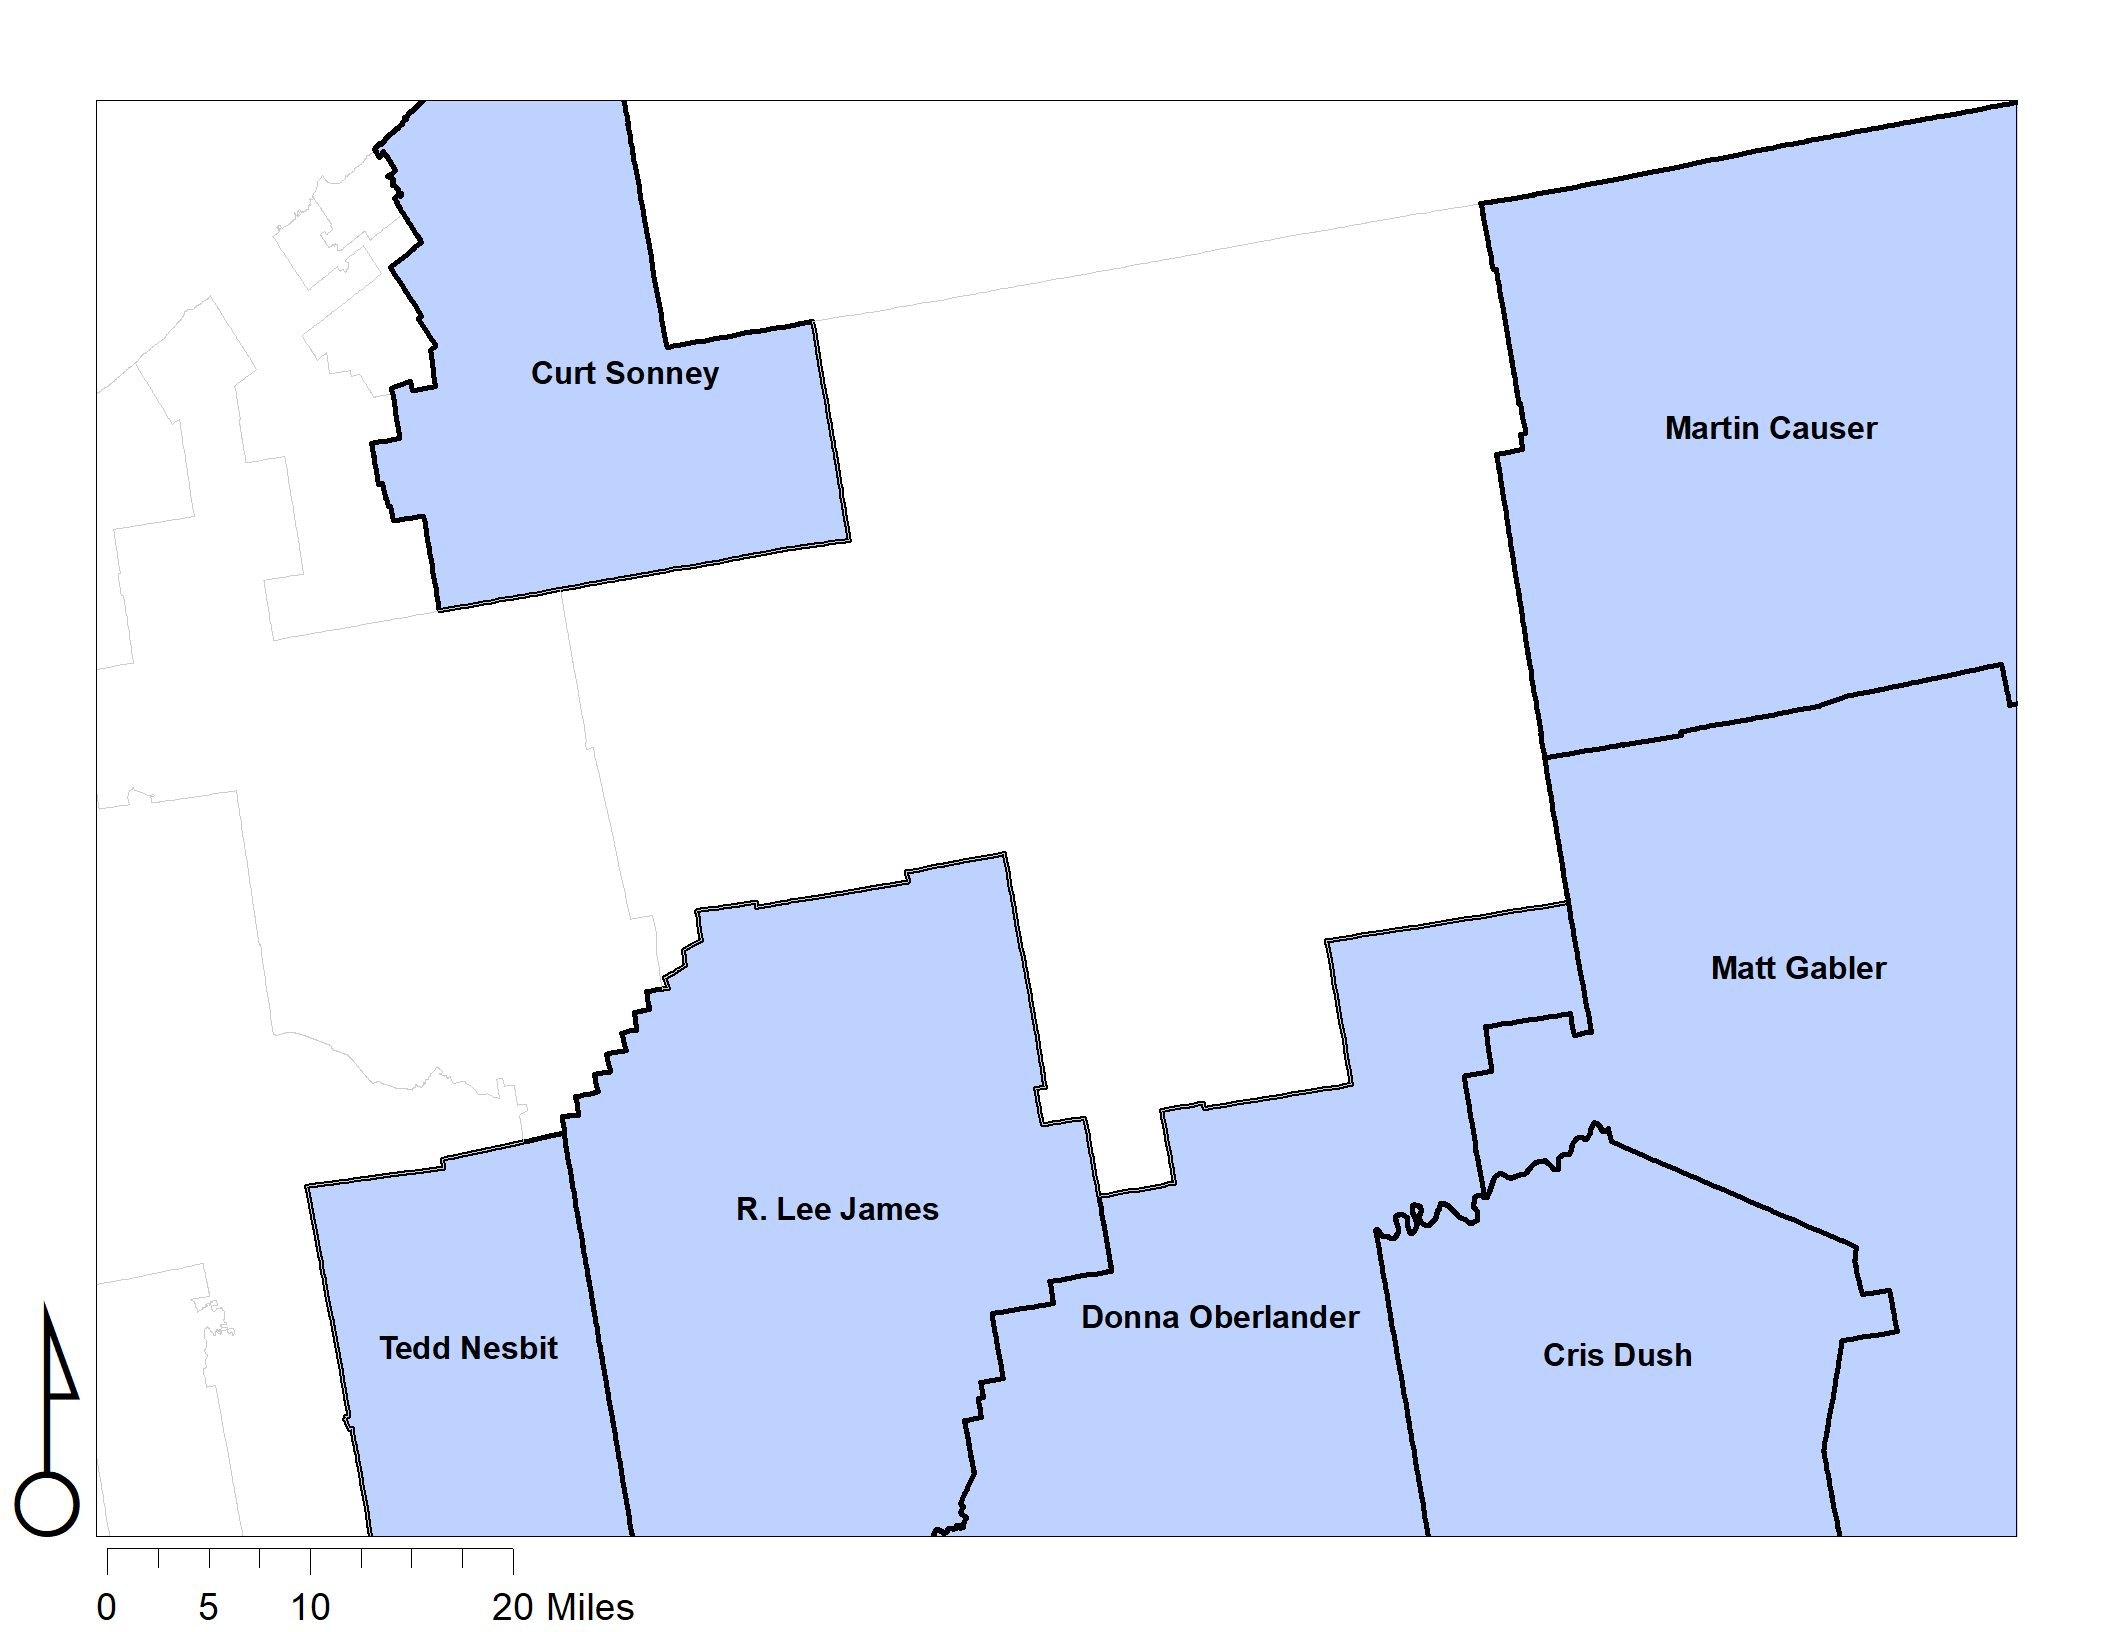 Curt Sonney
Martin Causer
Matt Gabler
R. Lee James
Donna Oberlander
Tedd Nesbit
Cris Dush
0 5 10 20 Miles